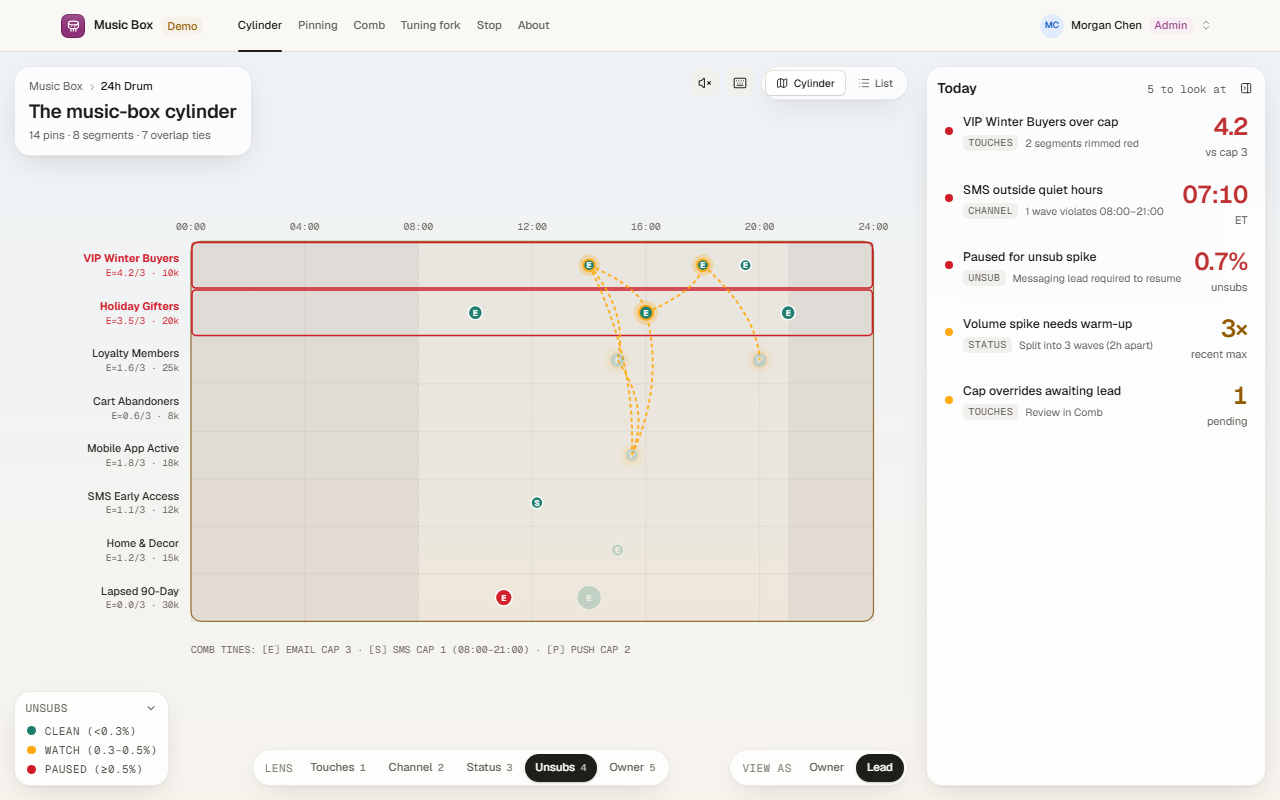 Music Box Demo Cylinder Pinning Comb Tuning fork Stop About MC Morgan Chen Admin
Music Box › 24h Drum
The music-box cylinder
14 pins · 8 segments · 7 overlap ties
Cylinder List
00:00 04:00 08:00 12:00 16:00 20:00 24:00
VIP Winter Buyers
E=4.2/3 · 10k
E E E
Holiday Gifters
E=3.5/3 · 20k
E E E
Loyalty Members
E=1.6/3 · 25k
Cart Abandoners
E=0.6/3 · 8k
Mobile App Active
E=1.8/3 · 18k
SMS Early Access
E=1.1/3 · 12k
S
Home & Decor
E=1.2/3 · 15k
E
Lapsed 90-Day
E=0.0/3 · 30k
E E
COMB TINES: [E] EMAIL CAP 3 · [S] SMS CAP 1 (08:00–21:00) · [P] PUSH CAP 2
UNSUBS
CLEAN (<0.3%)
WATCH (0.3–0.5%)
PAUSED (≥0.5%)
LENS Touches 1 Channel 2 Status 3 Unsubs 4 Owner 5
VIEW AS Owner Lead
Today 5 to look at
VIP Winter Buyers over cap 4.2
TOUCHES 2 segments rimmed red vs cap 3
SMS outside quiet hours 07:10
CHANNEL 1 wave violates 08:00–21:00 ET
Paused for unsub spike 0.7%
UNSUB Messaging lead required to resume unsubs
Volume spike needs warm-up 3×
STATUS Split into 3 waves (2h apart) recent max
Cap overrides awaiting lead 1
TOUCHES Review in Comb pending